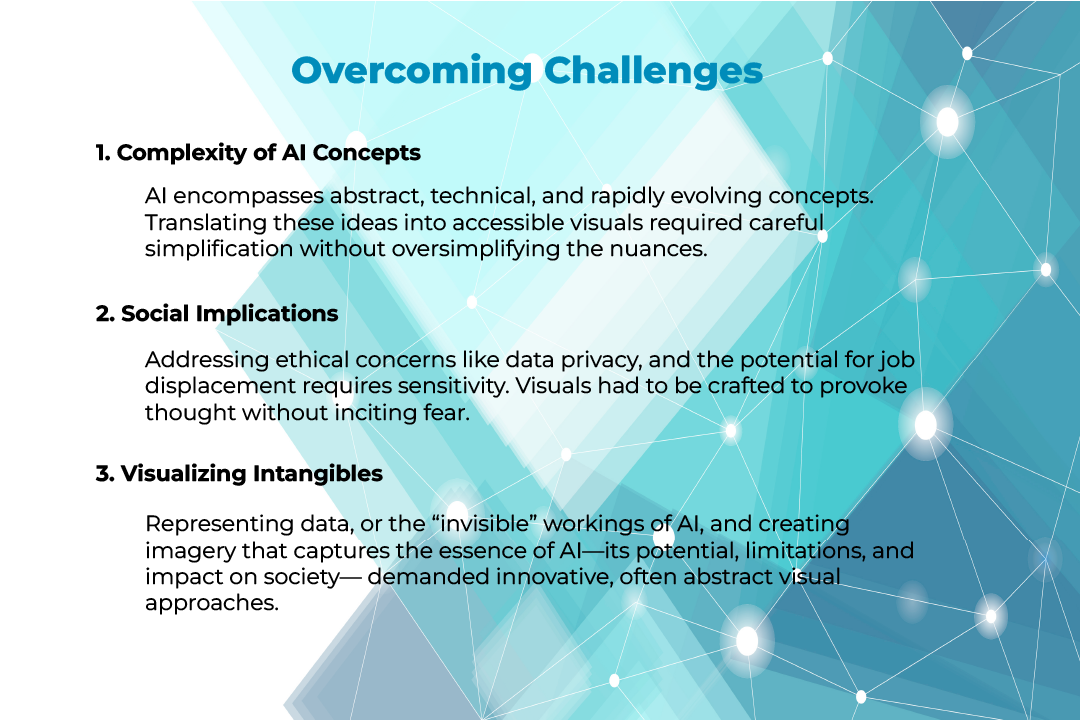 Overcoming Challenges
1. Complexity of AI Concepts
AI encompasses abstract, technical, and rapidly evolving concepts.
Translating these ideas into accessible visuals required careful
simplification without oversimplifying the nuances.
2. Social Implications
Addressing ethical concerns like data privacy, and the potential for job
displacement requires sensitivity. Visuals had to be crafted to provoke
thought without inciting fear.
3. Visualizing Intangibles
Representing data, or the “invisible” workings of AI, and creating
imagery that captures the essence of AI—its potential, limitations, and
impact on society— demanded innovative, often abstract visual
approaches.